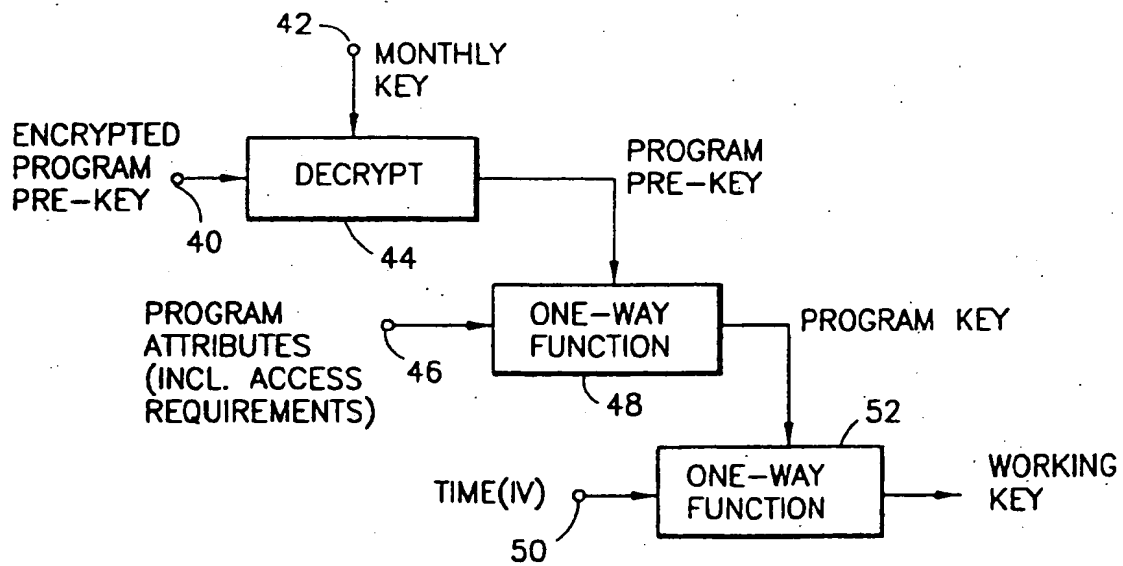 42
MONTHLY
KEY
ENCRYPTED
PROGRAM
PRE-KEY
40
DECRYPT
44
PROGRAM
PRE-KEY
PROGRAM
ATTRIBUTES
(INCL. ACCESS
REQUIREMENTS)
46
ONE-WAY
FUNCTION
48
PROGRAM KEY
52
TIME(IV)
50
ONE-WAY
FUNCTION
WORKING
KEY